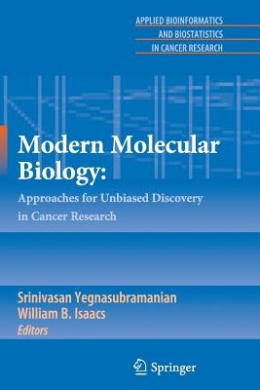 APPLIED BIOINFORMATICS
AND BIOSTATISTICS
IN CANCER RESEARCH
Modern Molecular
Biology:
Approaches for Unbiased Discovery
in Cancer Research
Srinivasan Yegnasubramanian
William B. Isaacs
Editors
Springer